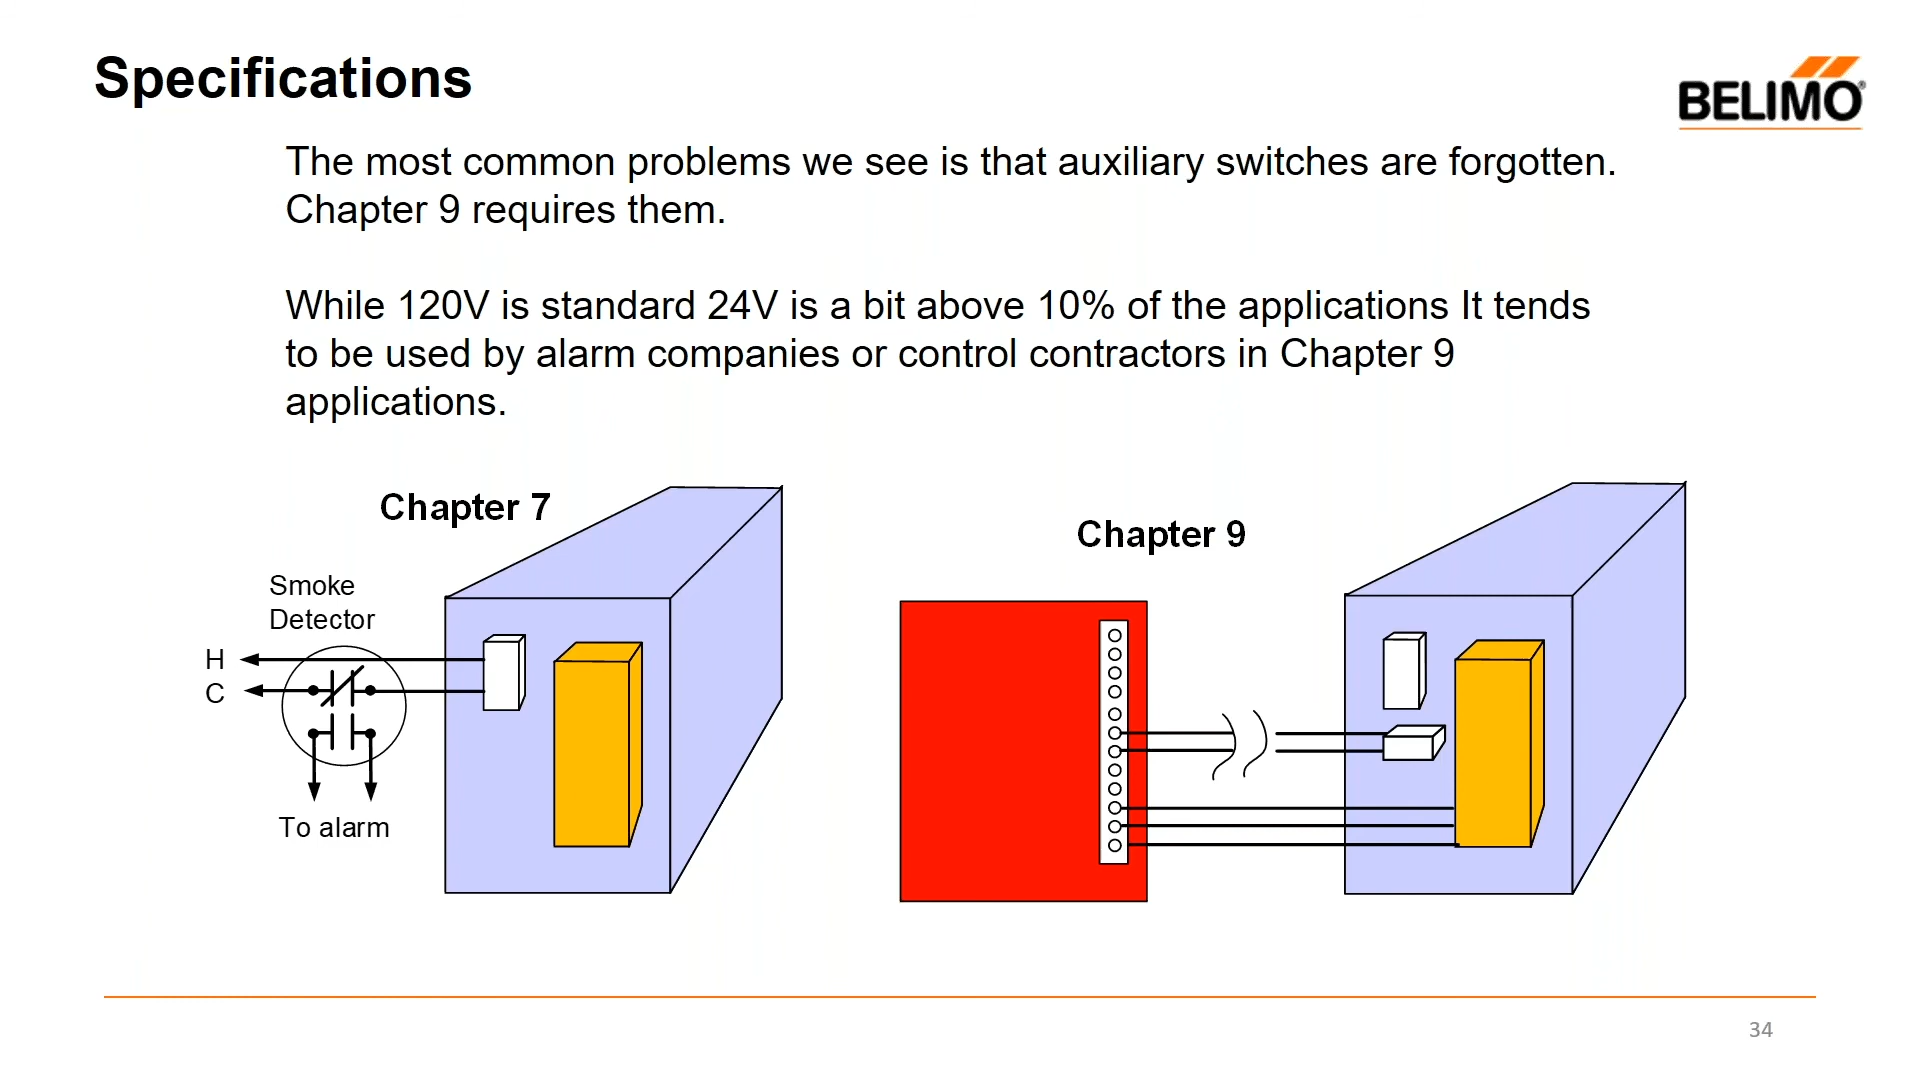 Specifications
BELIMO®
The most common problems we see is that auxiliary switches are forgotten.
Chapter 9 requires them.
While 120V is standard 24V is a bit above 10% of the applications It tends
to be used by alarm companies or control contractors in Chapter 9
applications.
Chapter 7
Chapter 9
Smoke
Detector
H
C
To alarm
34